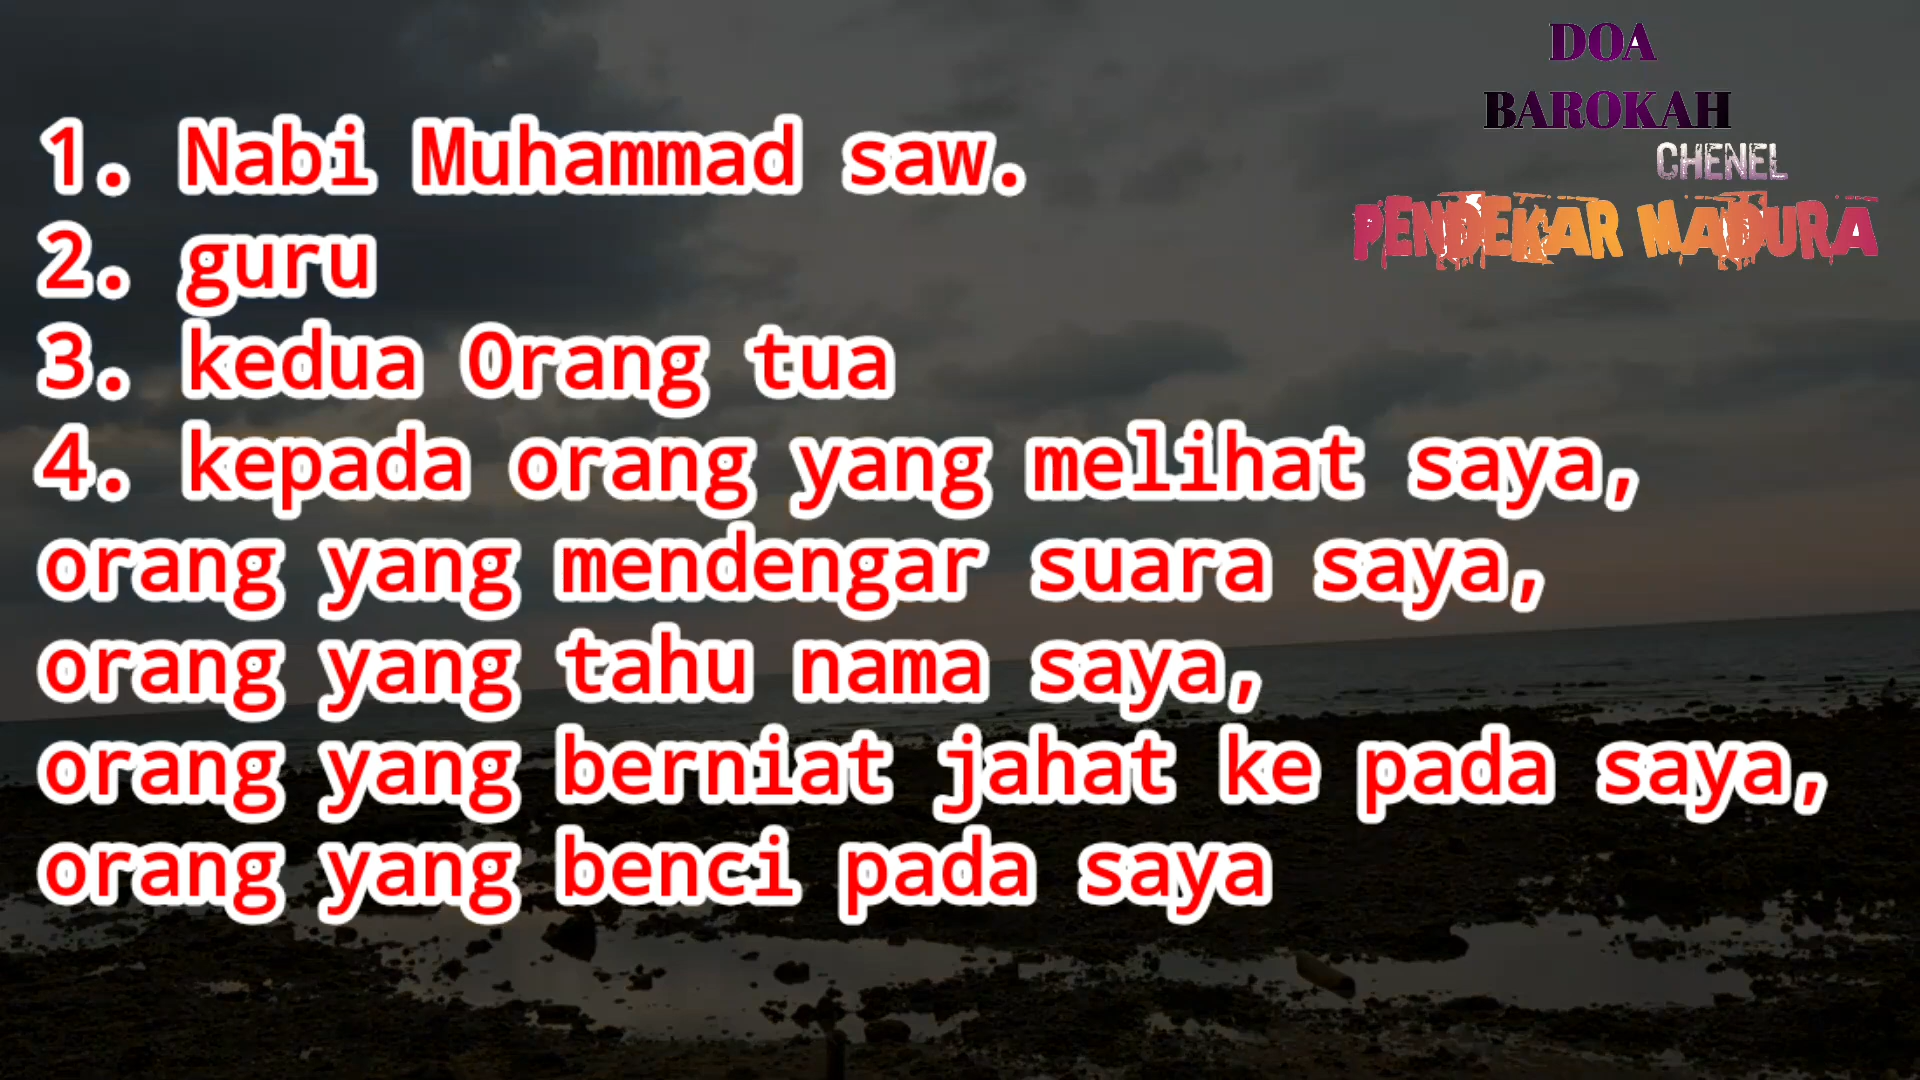 DOA
BAROKAH
CHENEL
PENDEKAR MADURA
1. Nabi Muhammad saw.
2. guru
3. kedua Orang tua
4. kepada orang yang melihat saya,
orang yang mendengar suara saya,
orang yang tahu nama saya,
orang yang berniat jahat ke pada saya,
orang yang benci pada saya